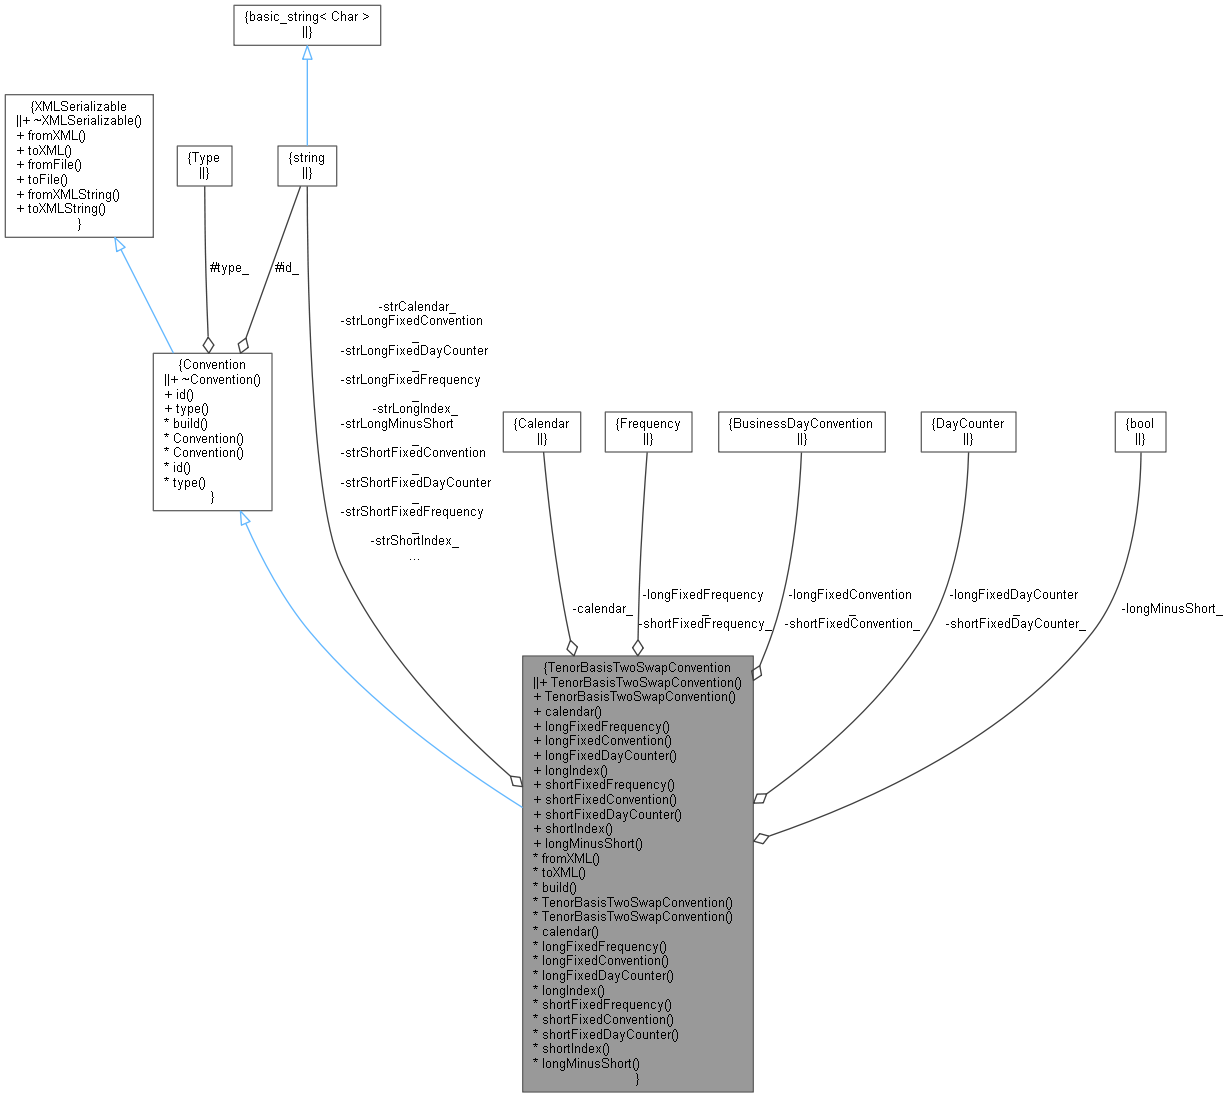 {basic_string< Char >
||}
{XMLSerializable
||+ ~XMLSerializable()
+ fromXML()
+ toXML()
+ fromFile()
+ toFile()
+ fromXMLString()
+ toXMLString()
}
{Type
||}
{string
||}
#type_
#id_
{Convention
||+ ~Convention()
+ id()
+ type()
* build()
* Convention()
* Convention()
* id()
* type()
}
-strCalendar_
-strLongFixedConvention
_
-strLongFixedDayCounter
_
-strLongFixedFrequency
_
-strLongIndex_
-strLongMinusShort
_
-strShortFixedConvention
_
-strShortFixedDayCounter
_
-strShortFixedFrequency
_
-strShortIndex_
...
{Calendar
||}
{Frequency
||}
{BusinessDayConvention
||}
{DayCounter
||}
{bool
||}
-calendar_
-longFixedFrequency
_
-shortFixedFrequency_
-longFixedConvention
_
-shortFixedConvention_
-longFixedDayCounter
_
-shortFixedDayCounter_
-longMinusShort_
{TenorBasisTwoSwapConvention
||+ TenorBasisTwoSwapConvention()
+ TenorBasisTwoSwapConvention()
+ calendar()
+ longFixedFrequency()
+ longFixedConvention()
+ longFixedDayCounter()
+ longIndex()
+ shortFixedFrequency()
+ shortFixedConvention()
+ shortFixedDayCounter()
+ shortIndex()
+ longMinusShort()
* fromXML()
* toXML()
* build()
* TenorBasisTwoSwapConvention()
* TenorBasisTwoSwapConvention()
* calendar()
* longFixedFrequency()
* longFixedConvention()
* longFixedDayCounter()
* longIndex()
* shortFixedFrequency()
* shortFixedConvention()
* shortFixedDayCounter()
* shortIndex()
* longMinusShort()
}